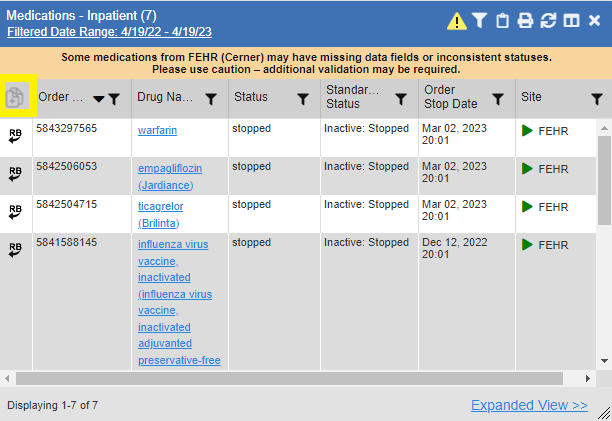 Medications - Inpatient (7)
Filtered Date Range: 4/19/22 - 4/19/23
Some medications from FEHR (Cerner) may have missing data fields or inconsistent statuses.
Please use caution – additional validation may be required.
Order ... Drug Na... Status Standar... Status Order Stop Date Site
RB 5843297565 warfarin stopped Inactive: Stopped Mar 02, 2023 20:01 FEHR
RB 5842506053 empagliflozin (Jardiance) stopped Inactive: Stopped Mar 02, 2023 20:01 FEHR
RB 5842504715 ticagrelor (Brilinta) stopped Inactive: Stopped Mar 02, 2023 20:01 FEHR
RB 5841588145 influenza virus stopped Inactive: Stopped Dec 12, 2022 20:01 FEHR
vaccine,
inactivated
(influenza virus
vaccine,
inactivated
adjuvanted
preservative-free
Displaying 1-7 of 7 Expanded View >>